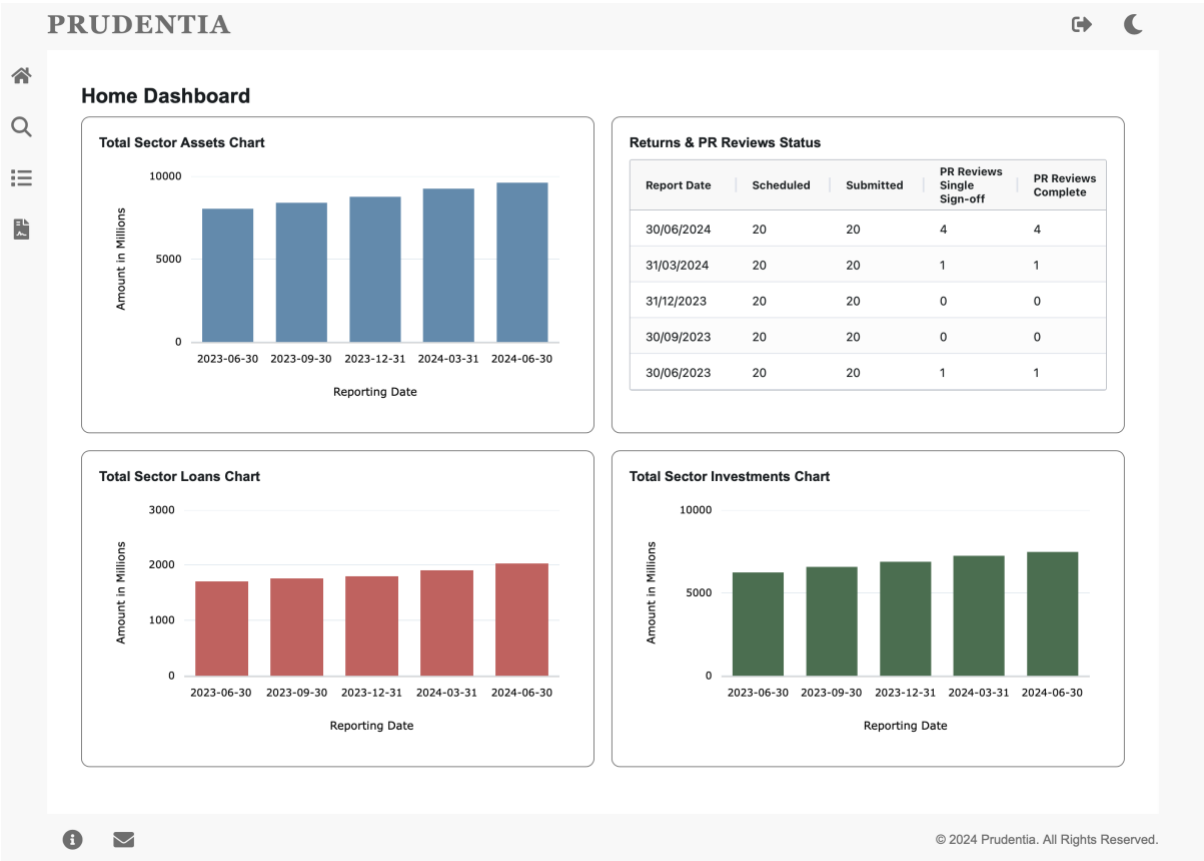 PRUDENTIA
Home Dashboard
Total Sector Assets Chart
10000
5000
0
Amount in Millions
2023-06-30 2023-09-30 2023-12-31 2024-03-31 2024-06-30
Reporting Date
Returns & PR Reviews Status
Report Date Scheduled Submitted PR Reviews Single Sign-off PR Reviews Complete
30/06/2024 20 20 4 4
31/03/2024 20 20 1 1
31/12/2023 20 20 0 0
30/09/2023 20 20 0 0
30/06/2023 20 20 1 1
Total Sector Loans Chart
3000
2000
1000
0
Amount in Millions
2023-06-30 2023-09-30 2023-12-31 2024-03-31 2024-06-30
Reporting Date
Total Sector Investments Chart
10000
5000
0
Amount in Millions
2023-06-30 2023-09-30 2023-12-31 2024-03-31 2024-06-30
Reporting Date
© 2024 Prudentia. All Rights Reserved.